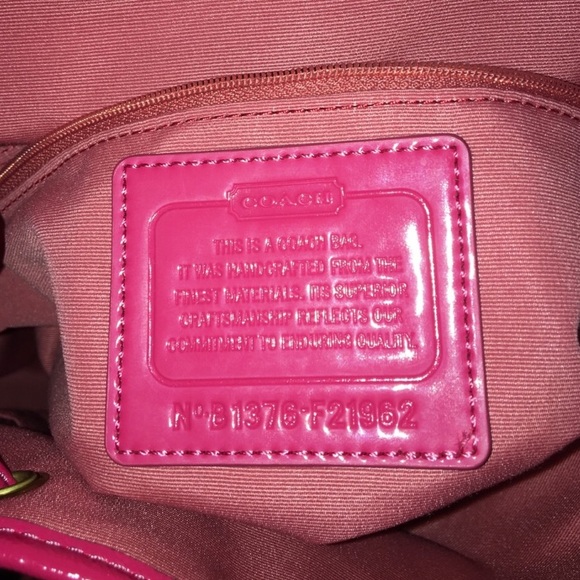 COACH
THIS IS A COACH BAG.
IT WAS HANDCRAFTED FROM THE
FINEST MATERIALS. ITS SUPERIOR
CRAFTSMANSHIP REFLECTS OUR
COMMITMENT TO ENDURING QUALITY.
No·B1376-F21962